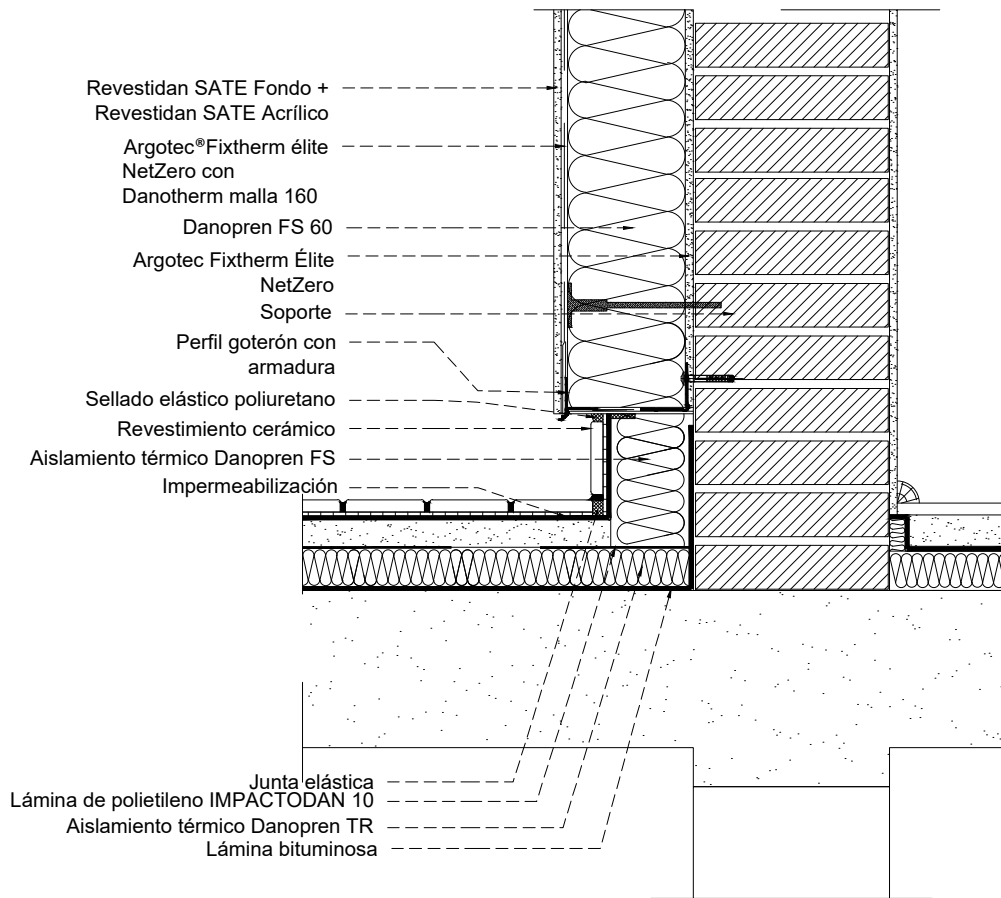 Revestidan SATE Fondo +
Revestidan SATE Acrílico
Argotec®Fixtherm élite
NetZero con
Danotherm malla 160
Danopren FS 60
Argotec Fixtherm Élite
NetZero
Soporte
Perfil goterón con
armadura
Sellado elástico poliuretano
Revestimiento cerámico
Aislamiento térmico Danopren FS
Impermeabilización
Junta elástica
Lámina de polietileno IMPACTODAN 10
Aislamiento térmico Danopren TR
Lámina bituminosa